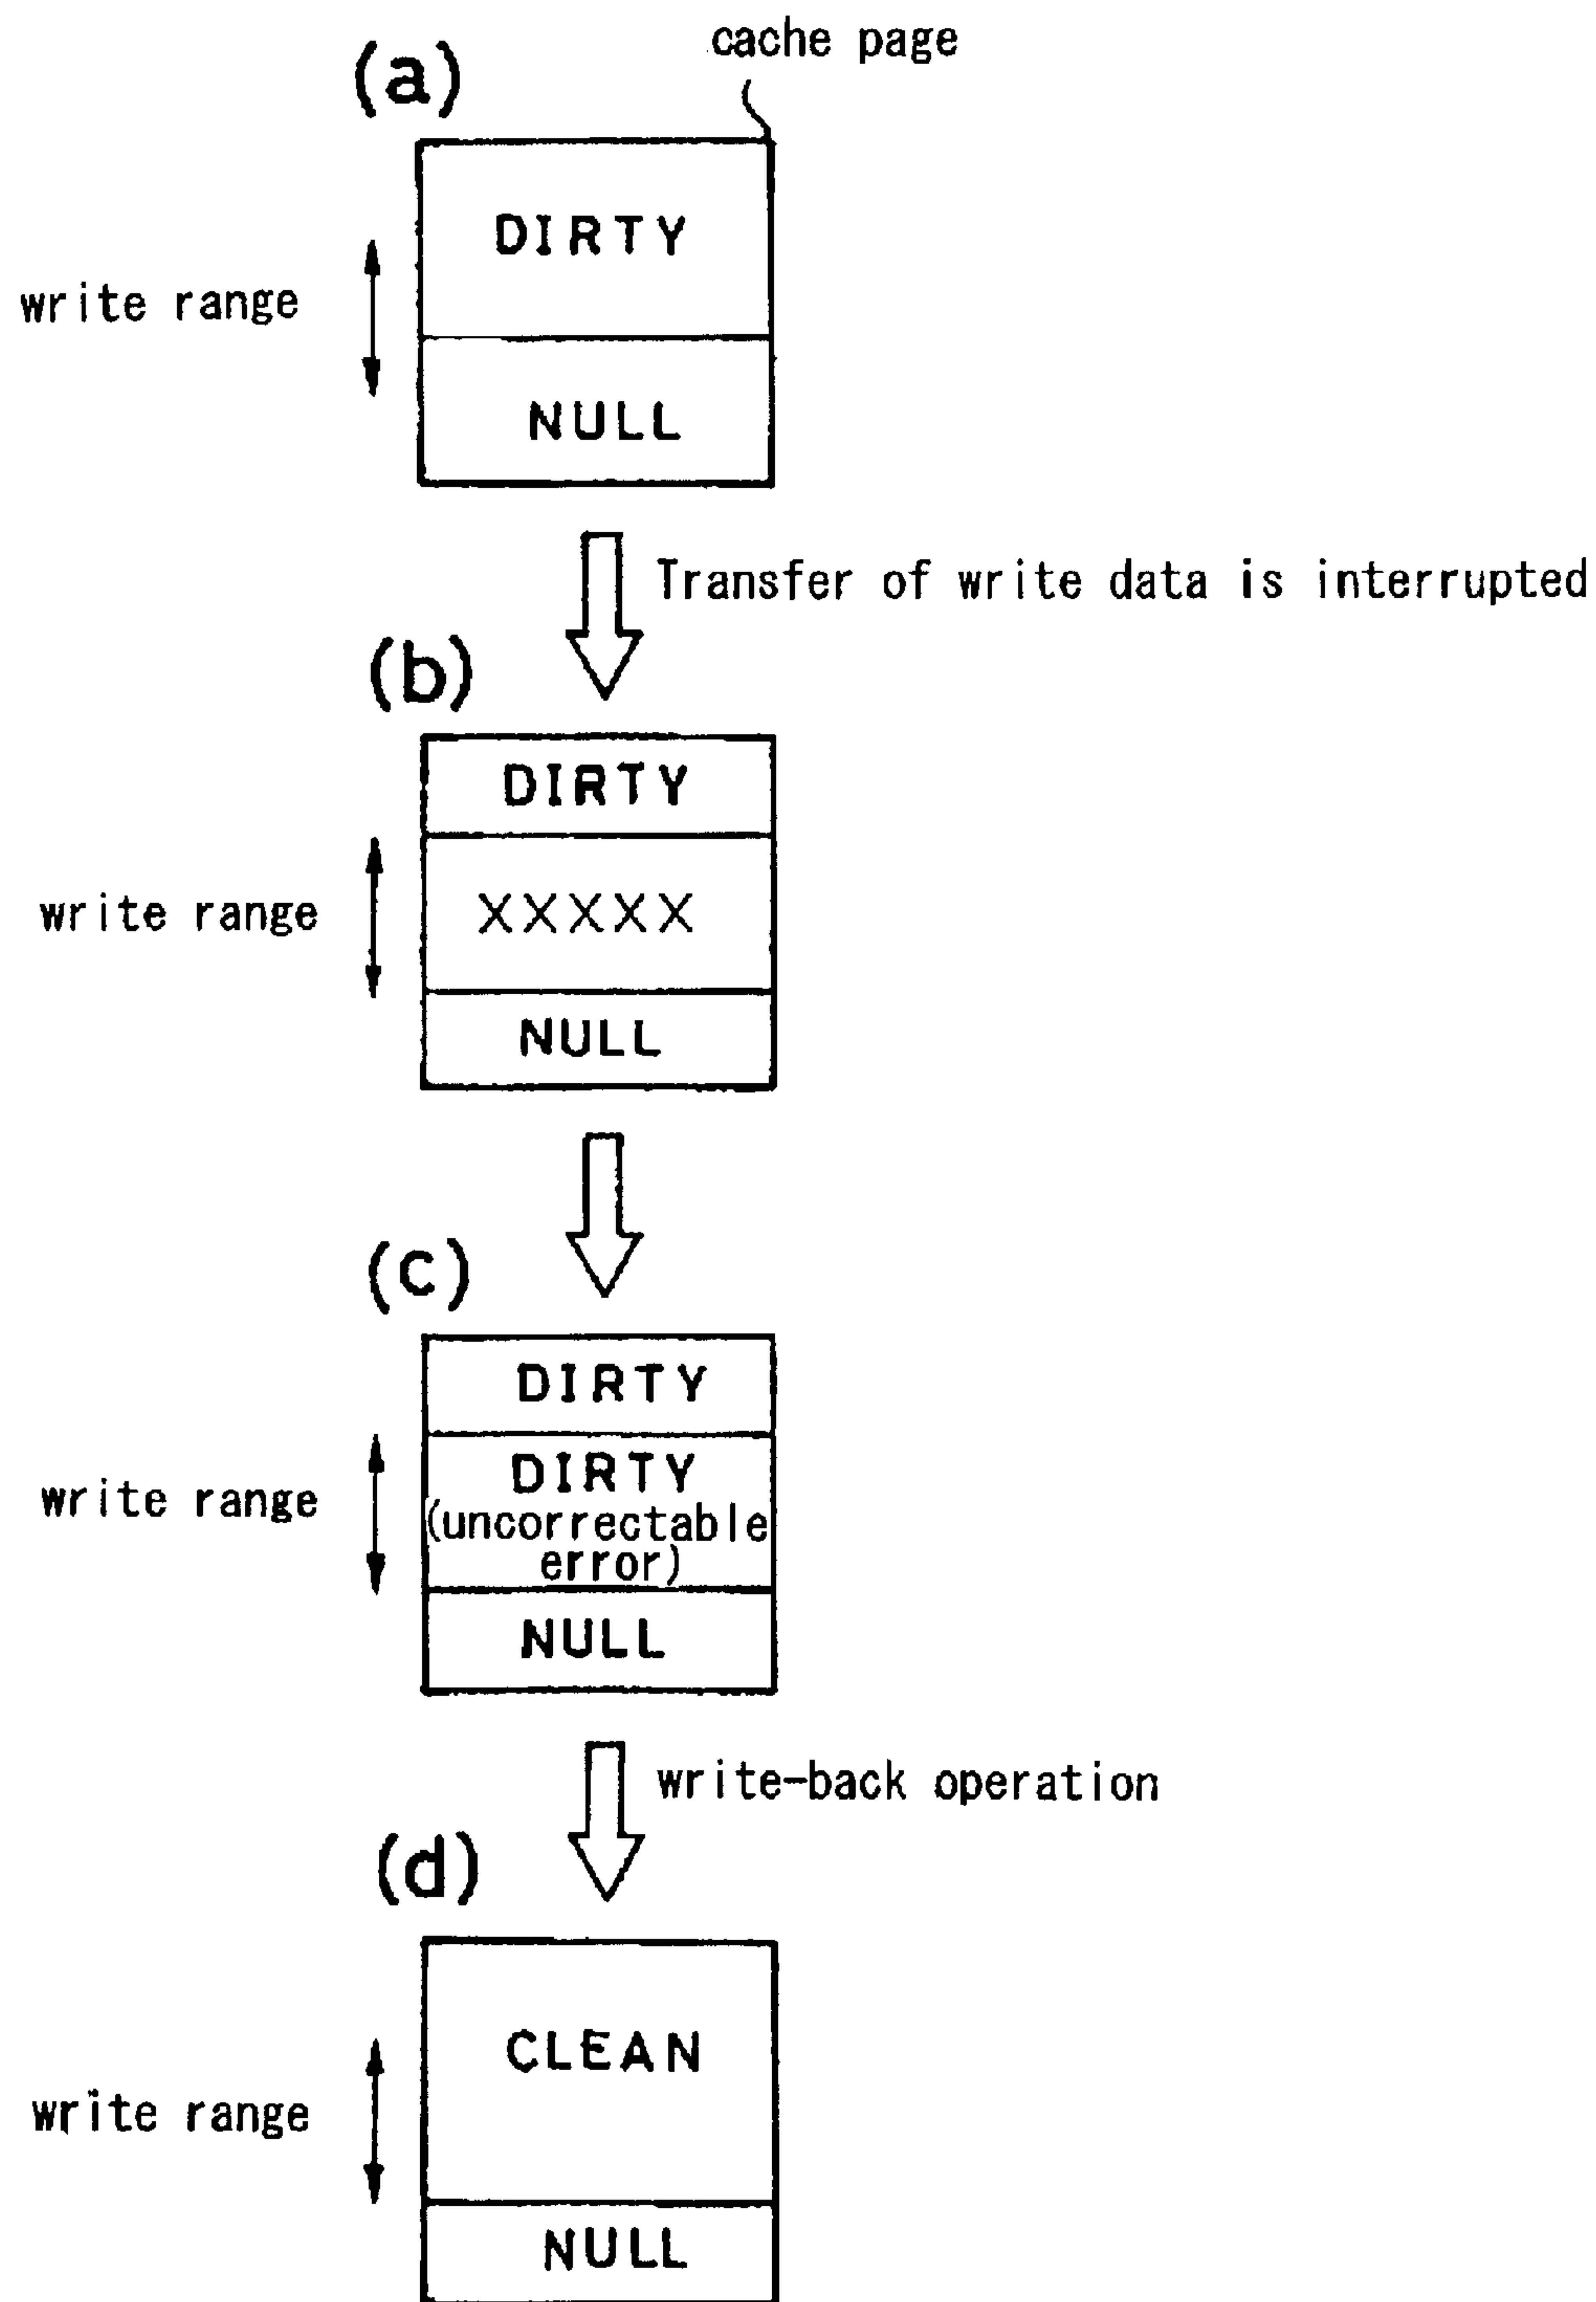 cache page
(a)
DIRTY
write range
NULL
Transfer of write data is interrupted
(b)
DIRTY
write range
XXXXX
NULL
(c)
DIRTY
DIRTY
write range
(uncorrectable
error)
NULL
write-back operation
(d)
CLEAN
write range
NULL